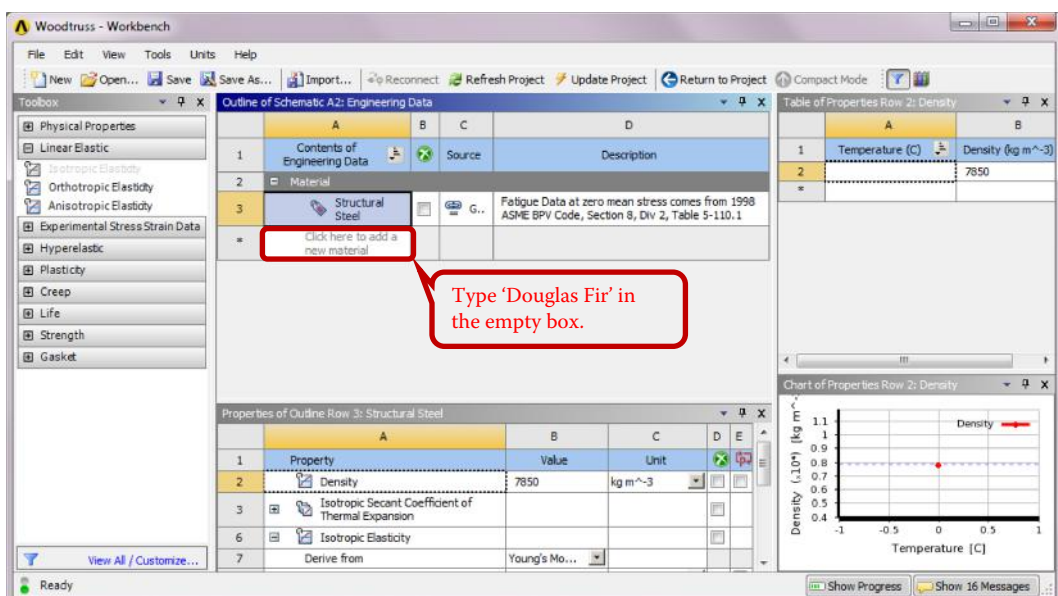 Woodtruss - Workbench
File Edit View Tools Units Help
New Open... Save Save As... Import... Reconnect Refresh Project Update Project Return to Project Compact Mode
Toolbox
Physical Properties
Linear Elastic
Isotropic Elasticity
Orthotropic Elasticity
Anisotropic Elasticity
Experimental Stress Strain Data
Hyperelastic
Plasticity
Creep
Life
Strength
Gasket
View All / Customize...
Outline of Schematic A2: Engineering Data
A B C D
1 Contents of Engineering Data Source Description
2 Material
3 Structural Steel G.. Fatigue Data at zero mean stress comes from 1998
ASME BPV Code, Section 8, Div 2, Table 5-110.1
* Click here to add a
new material
Type ‘Douglas Fir’ in
the empty box.
Properties of Outline Row 3: Structural Steel
A B C D E
1 Property Value Unit
2 Density 7850 kg m^-3
3 Isotropic Secant Coefficient of
Thermal Expansion
6 Isotropic Elasticity
7 Derive from Young's Mo...
Table of Properties Row 2: Density
A B
1 Temperature (C) Density (kg m^-3)
2 7850
*
Chart of Properties Row 2: Density
Density
1.1
1
0.9
0.8
0.7
0.6
0.5
0.4
-1 -0.5 0 0.5 1
Temperature [C]
Ready
Show Progress Show 16 Messages